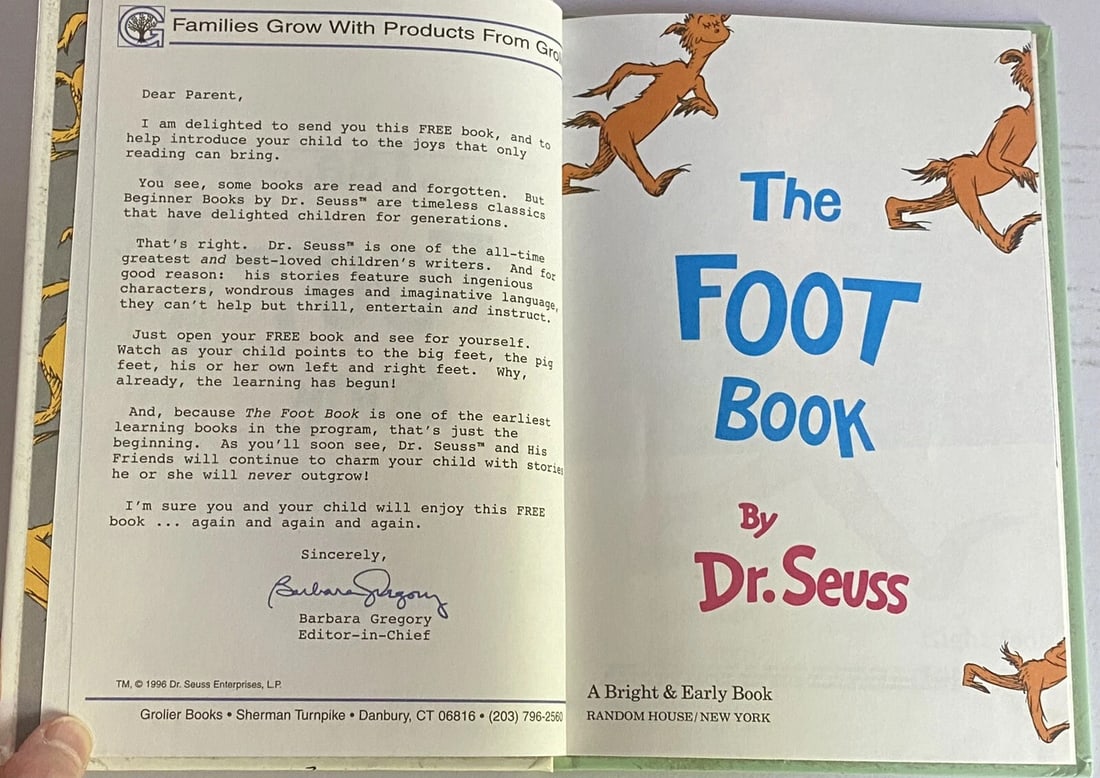 Families Grow With Products From
Dear Parent,
I am delighted to send you this FREE book, and to
help introduce your child to the joys that only
reading can bring.
You see, some books are read and forgotten. But
Beginner Books by Dr. Seuss™ are timeless classics
that have delighted children for generations.
That's right. Dr. Seuss™ is one of the all-time
greatest and best-loved children's writers. And for
good reason: his stories feature such ingenious
characters, wondrous images and imaginative language,
they can't help but thrill, entertain and instruct.
Just open your FREE book and see for yourself.
Watch as your child points to the big feet, the pig
feet, his or her own left and right feet. Why,
already, the learning has begun!
And, because The Foot Book is one of the earliest
learning books in the program, that's just the
beginning. As you'll soon see, Dr. Seuss™ and His
Friends will continue to charm your child with stories
he or she will never outgrow!
I'm sure you and your child will enjoy this FREE
book ... again and again and again.
Sincerely,
Barbara Gregory
Barbara Gregory
Editor-in-Chief
TM, © 1996 Dr. Seuss Enterprises, L.P.
Grolier Books • Sherman Turnpike • Danbury, CT 06816 • (203) 796-2560
The
FOOT
BOOK
By
Dr. Seuss
A Bright & Early Book
RANDOM HOUSE/NEW YORK